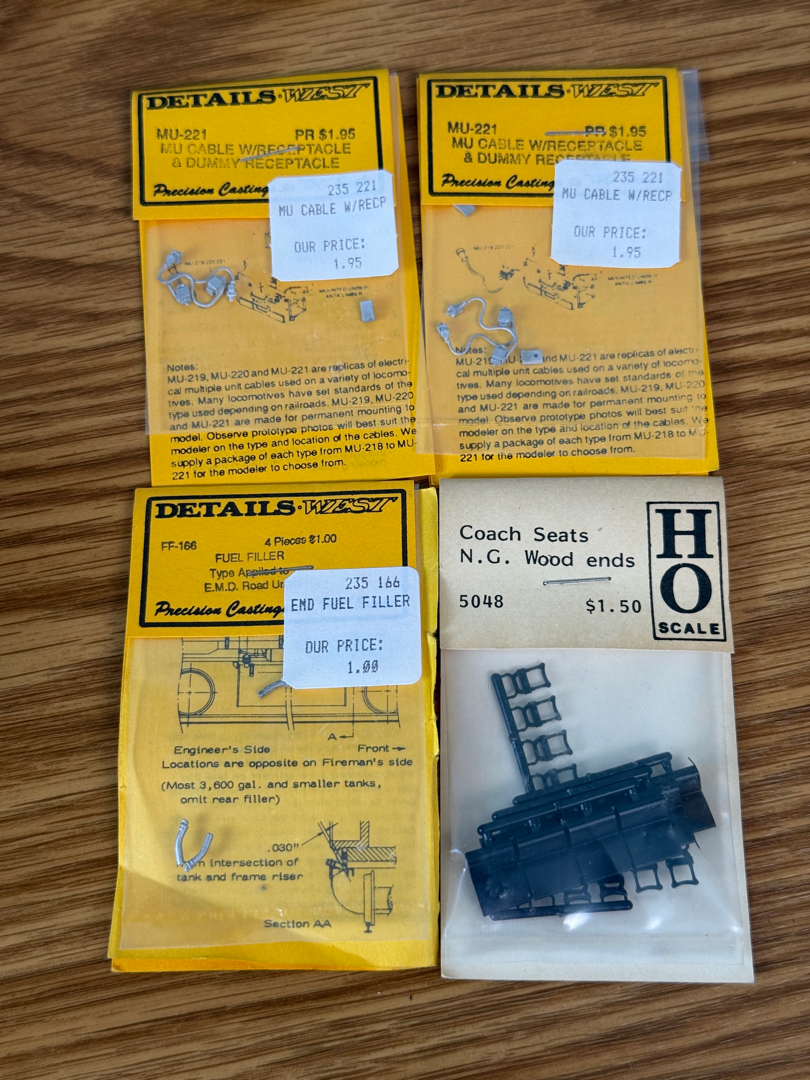 DETAILS·WEST
MU-221 PR $1.95
MU CABLE W/RECEPTACLE
& DUMMY RECEPTACLE
Precision Casting
235 221
MU CABLE W/RECP
OUR PRICE:
1.95
Notes:
MU-219, MU-220 and MU-221 are replicas of electri-
cal multiple unit cables used on a variety of locomo-
tives. Many locomotives have set standards of the
type used depending on railroads. MU-219, MU-220
and MU-221 are made for permanent mounting to
model. Observe prototype photos will best suit the
modeler on the type and location of the cables. We
supply a package of each type from MU-218 to MU-
221 for the modeler to choose from.
DETAILS·WEST
MU-221 PR $1.95
MU CABLE W/RECEPTACLE
& DUMMY RECEPTACLE
Precision Casting
235 221
MU CABLE W/RECP
OUR PRICE:
1.95
Notes:
MU-219, and MU-221 are replicas of electri-
cal multiple unit cables used on a variety of locomo-
tives. Many locomotives have set standards of the
type used depending on railroads. MU-219, MU-220
and MU-221 are made for permanent mounting to
model. Observe prototype photos will best suit the
modeler on the type and location of the cables. We
supply a package of each type from MU-218 to MU-
221 for the modeler to choose from.
DETAILS·WEST
FF-166 4 Pieces $1.00
FUEL FILLER
Type Applied to
E.M.D. Road Un
Precision Casting
235 166
EMD FUEL FILLER
OUR PRICE:
1.00
A
Engineer's Side Front
Locations are opposite on Fireman's side
(Most 3,600 gal. and smaller tanks,
omit rear filler)
.030"
intersection of
tank and frame riser
Section AA
Coach Seats
N.G. Wood ends
5048 $1.50
HO
SCALE